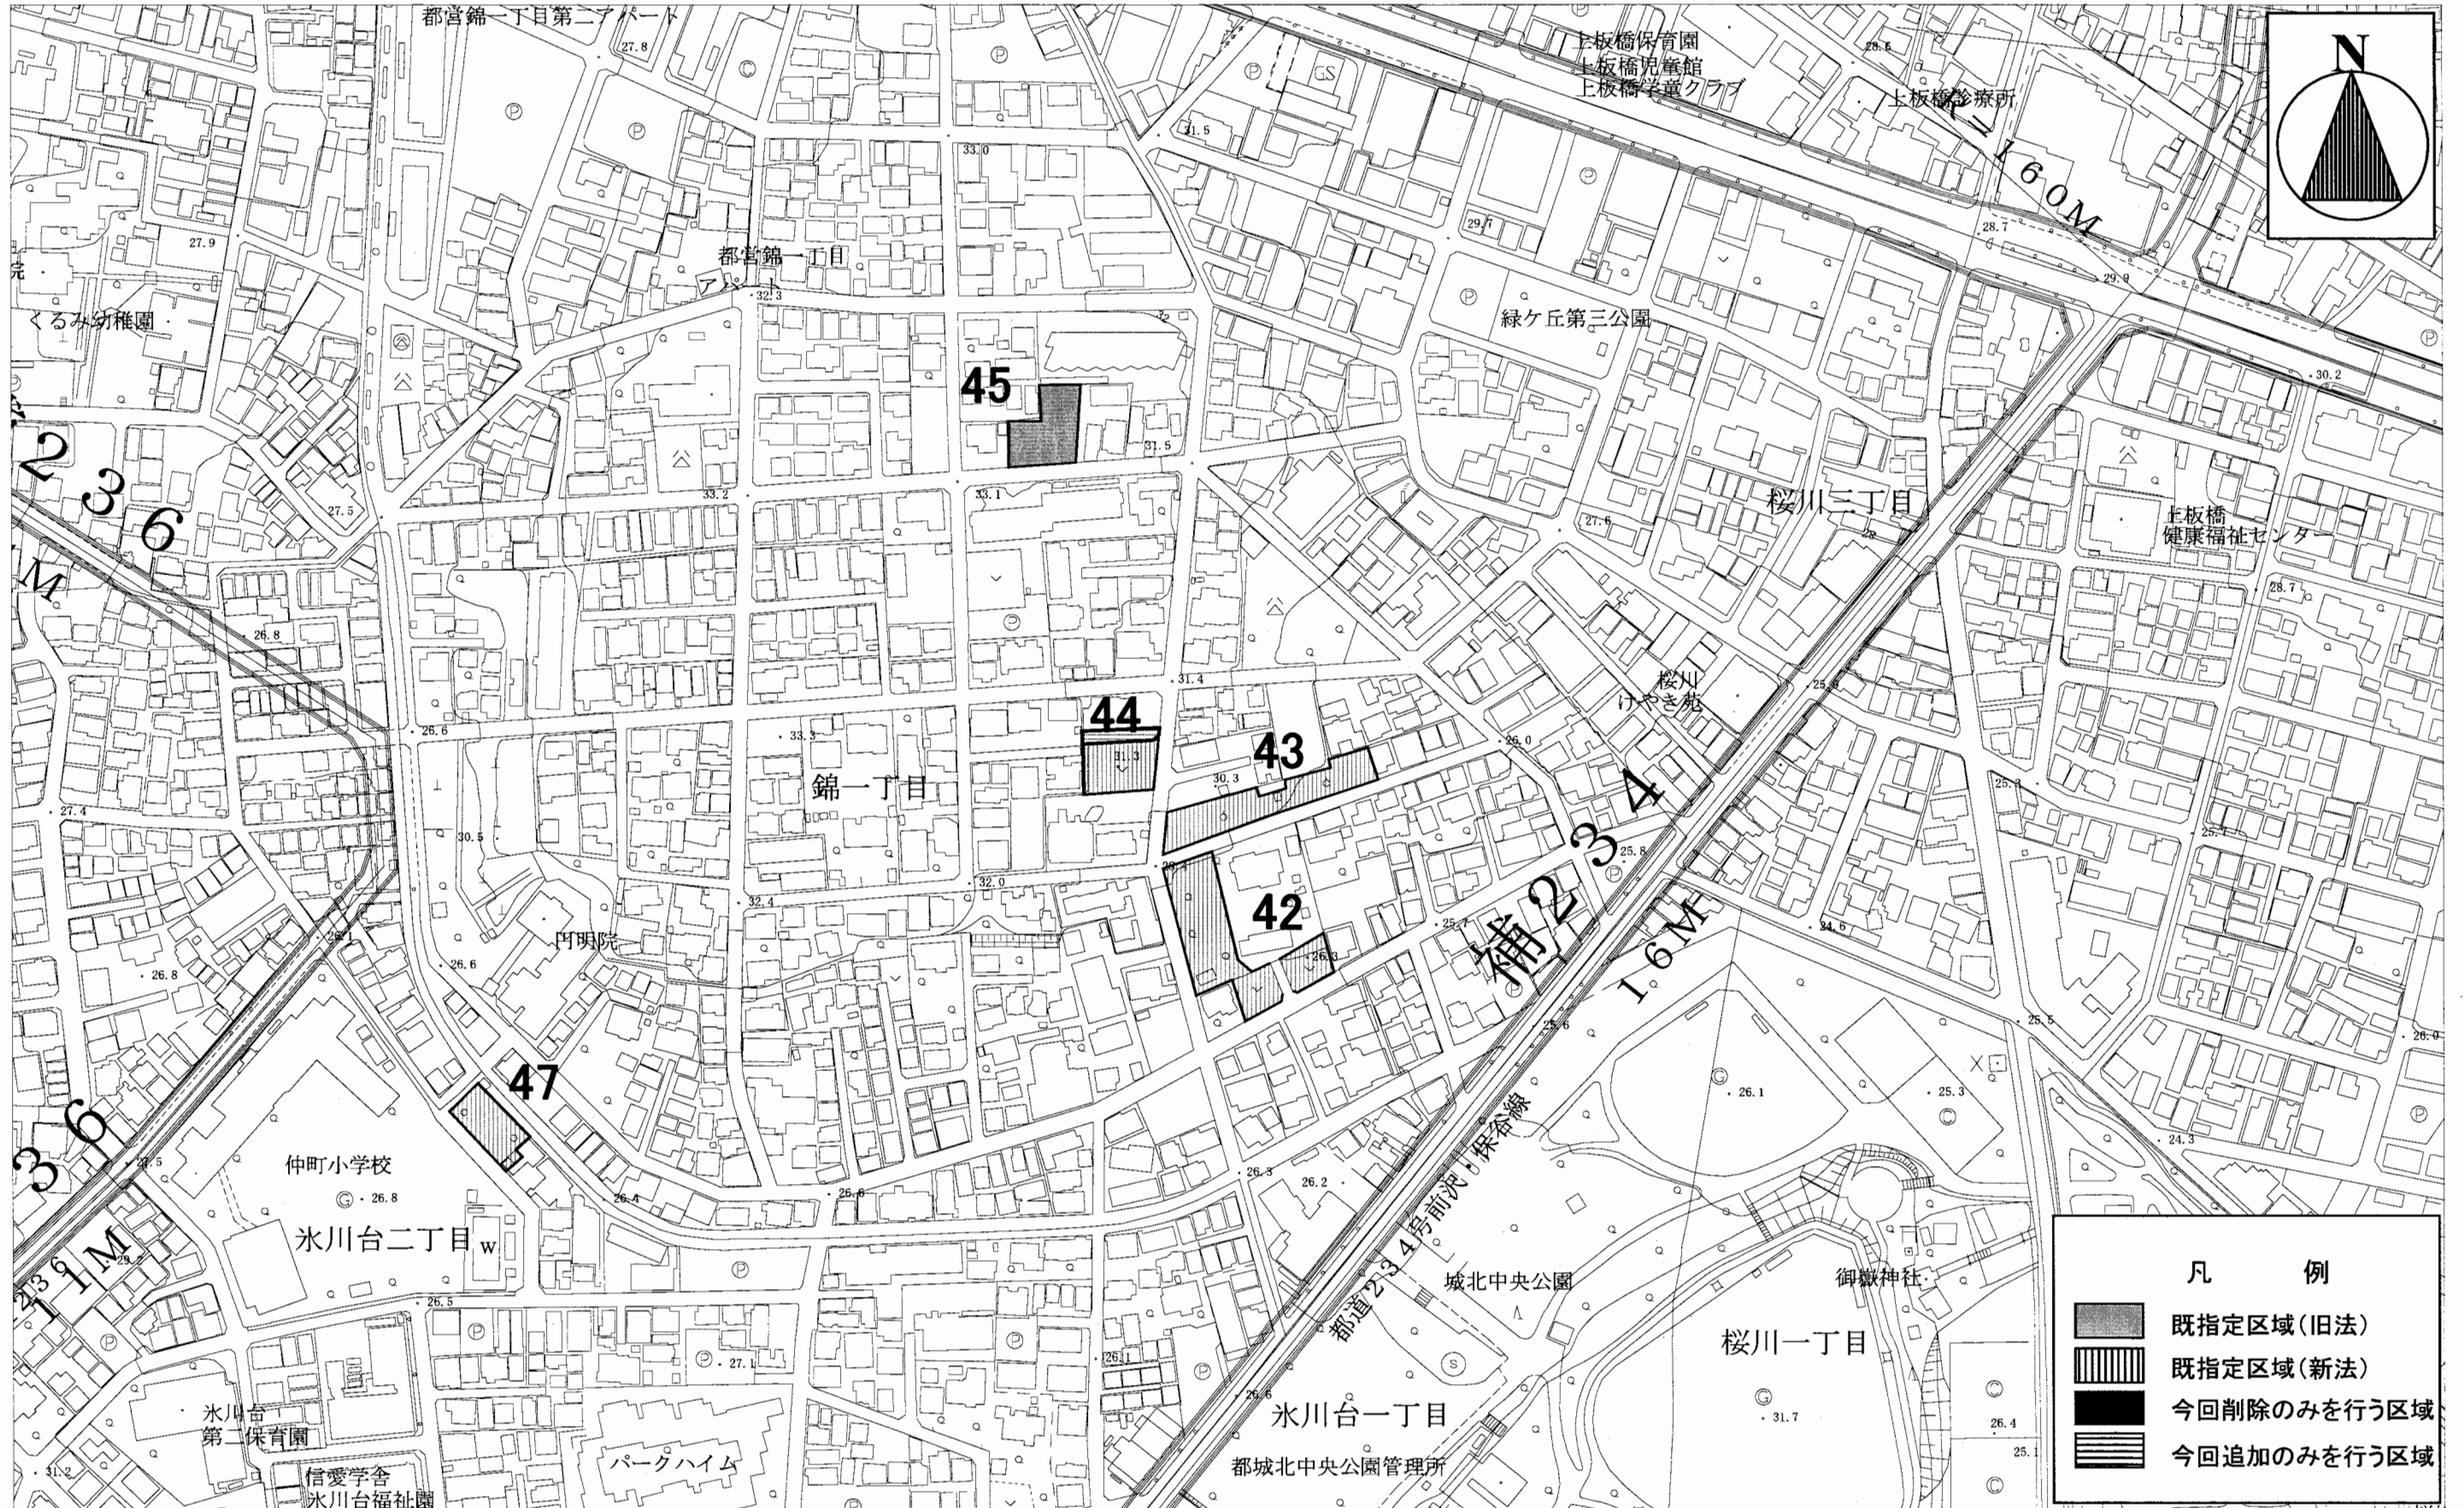 都営錦一丁目第二アパート
27.8
上板橋保育園
上板橋児童館
上板橋学童クラブ
28.6
上板橋診療所
N
GS
31.5
33.0
160M
27.9
29.7
28.7
都営錦一丁目
アパート
32.3
29.9
くるみ幼稚園
緑ケ丘第三公園
30.2
45
31.5
236
M
27.5
33.2
33.1
27.6
桜川三丁目
上板橋
健康福祉センター
28.7
26.8
31.4
25.9
桜川
けやき苑
44
26.6
33.3
31.3
43
26.0
30.3
錦一丁目
25.3
27.4
30.5
234
25.7
25.8
32.0
32.4
42
補
16M
25.7
24.6
26.1
円明院
26.8
26.6
26.3
25.6
25.5
26.0
47
26.1
25.3
36
27.5
仲町小学校
26.8
26.4
26.6
26.3
26.2
24.3
都道234号前沢・保谷線
氷川台二丁目
W
236
11M
29.2
26.5
城北中央公園
御嶽神社
桜川一丁目
27.1
26.1
26.6
氷川台一丁目
31.7
26.4
25.1
氷川台
第二保育園
31.2
パークハイム
都城北中央公園管理所
信愛学舎
氷川台福祉園
凡 例
既指定区域(旧法)
既指定区域(新法)
今回削除のみを行う区域
今回追加のみを行う区域